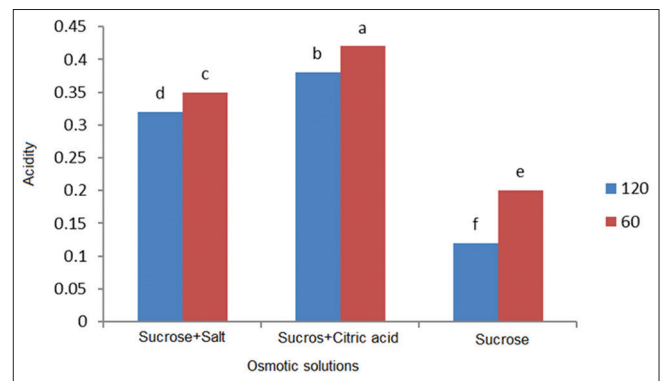 0.45
0.4
0.35
0.3
0.25
0.2
0.15
0.1
0.05
0
Acidity
d
c
b
a
f
e
120
60
Sucrose+Salt
Sucros+Citric acid
Sucrose
Osmotic solutions